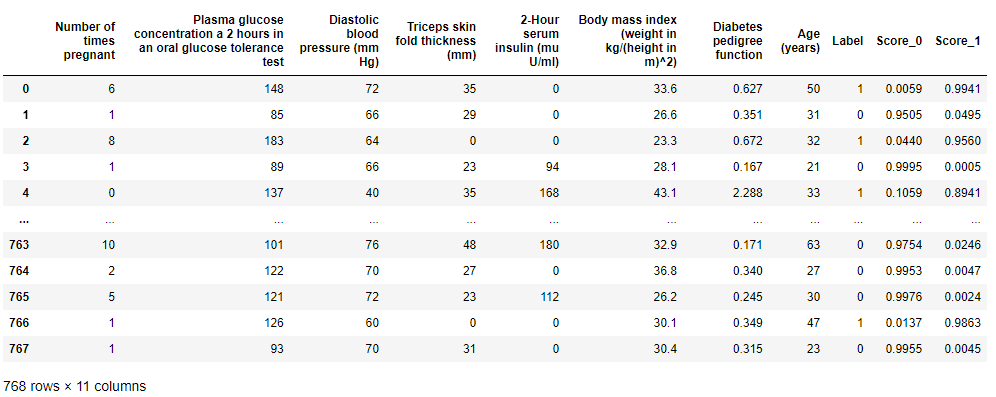 Number of times pregnant Plasma glucose concentration a 2 hours in an oral glucose tolerance test Diastolic blood pressure (mm Hg) Triceps skin fold thickness (mm) 2-Hour serum insulin (mu U/ml) Body mass index (weight in kg/(height in m)^2) Diabetes pedigree function Age (years) Label Score_0 Score_1
0 6 148 72 35 0 33.6 0.627 50 1 0.0059 0.9941
1 1 85 66 29 0 26.6 0.351 31 0 0.9505 0.0495
2 8 183 64 0 0 23.3 0.672 32 1 0.0440 0.9560
3 1 89 66 23 94 28.1 0.167 21 0 0.9995 0.0005
4 0 137 40 35 168 43.1 2.288 33 1 0.1059 0.8941
... ... ... ... ... ... ... ... ... ... ... ...
763 10 101 76 48 180 32.9 0.171 63 0 0.9754 0.0246
764 2 122 70 27 0 36.8 0.340 27 0 0.9953 0.0047
765 5 121 72 23 112 26.2 0.245 30 0 0.9976 0.0024
766 1 126 60 0 0 30.1 0.349 47 1 0.0137 0.9863
767 1 93 70 31 0 30.4 0.315 23 0 0.9955 0.0045
768 rows × 11 columns